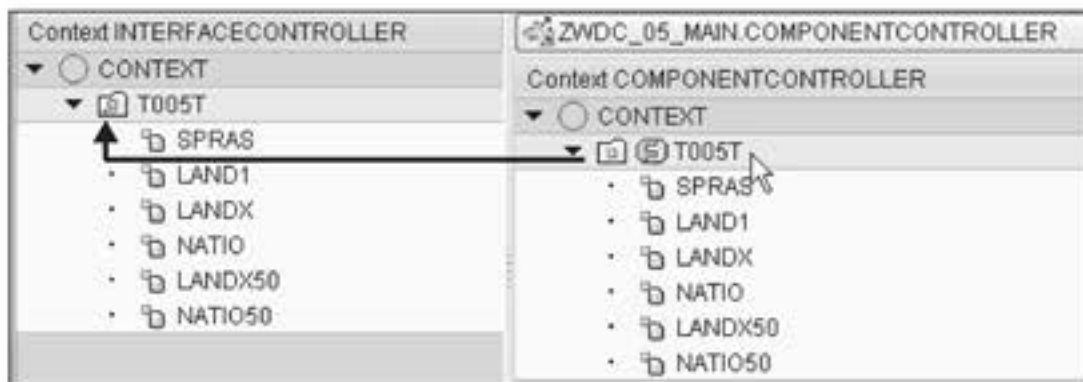 Context INTERFACECONTROLLER
CONTEXT
T005T
SPRAS
LAND1
LANDX
NATIO
LANDX50
NATIO50
ZWDC_05_MAIN.COMPONENTCONTROLLER
Context COMPONENTCONTROLLER
CONTEXT
T005T
SPRAS
LAND1
LANDX
NATIO
LANDX50
NATIO50